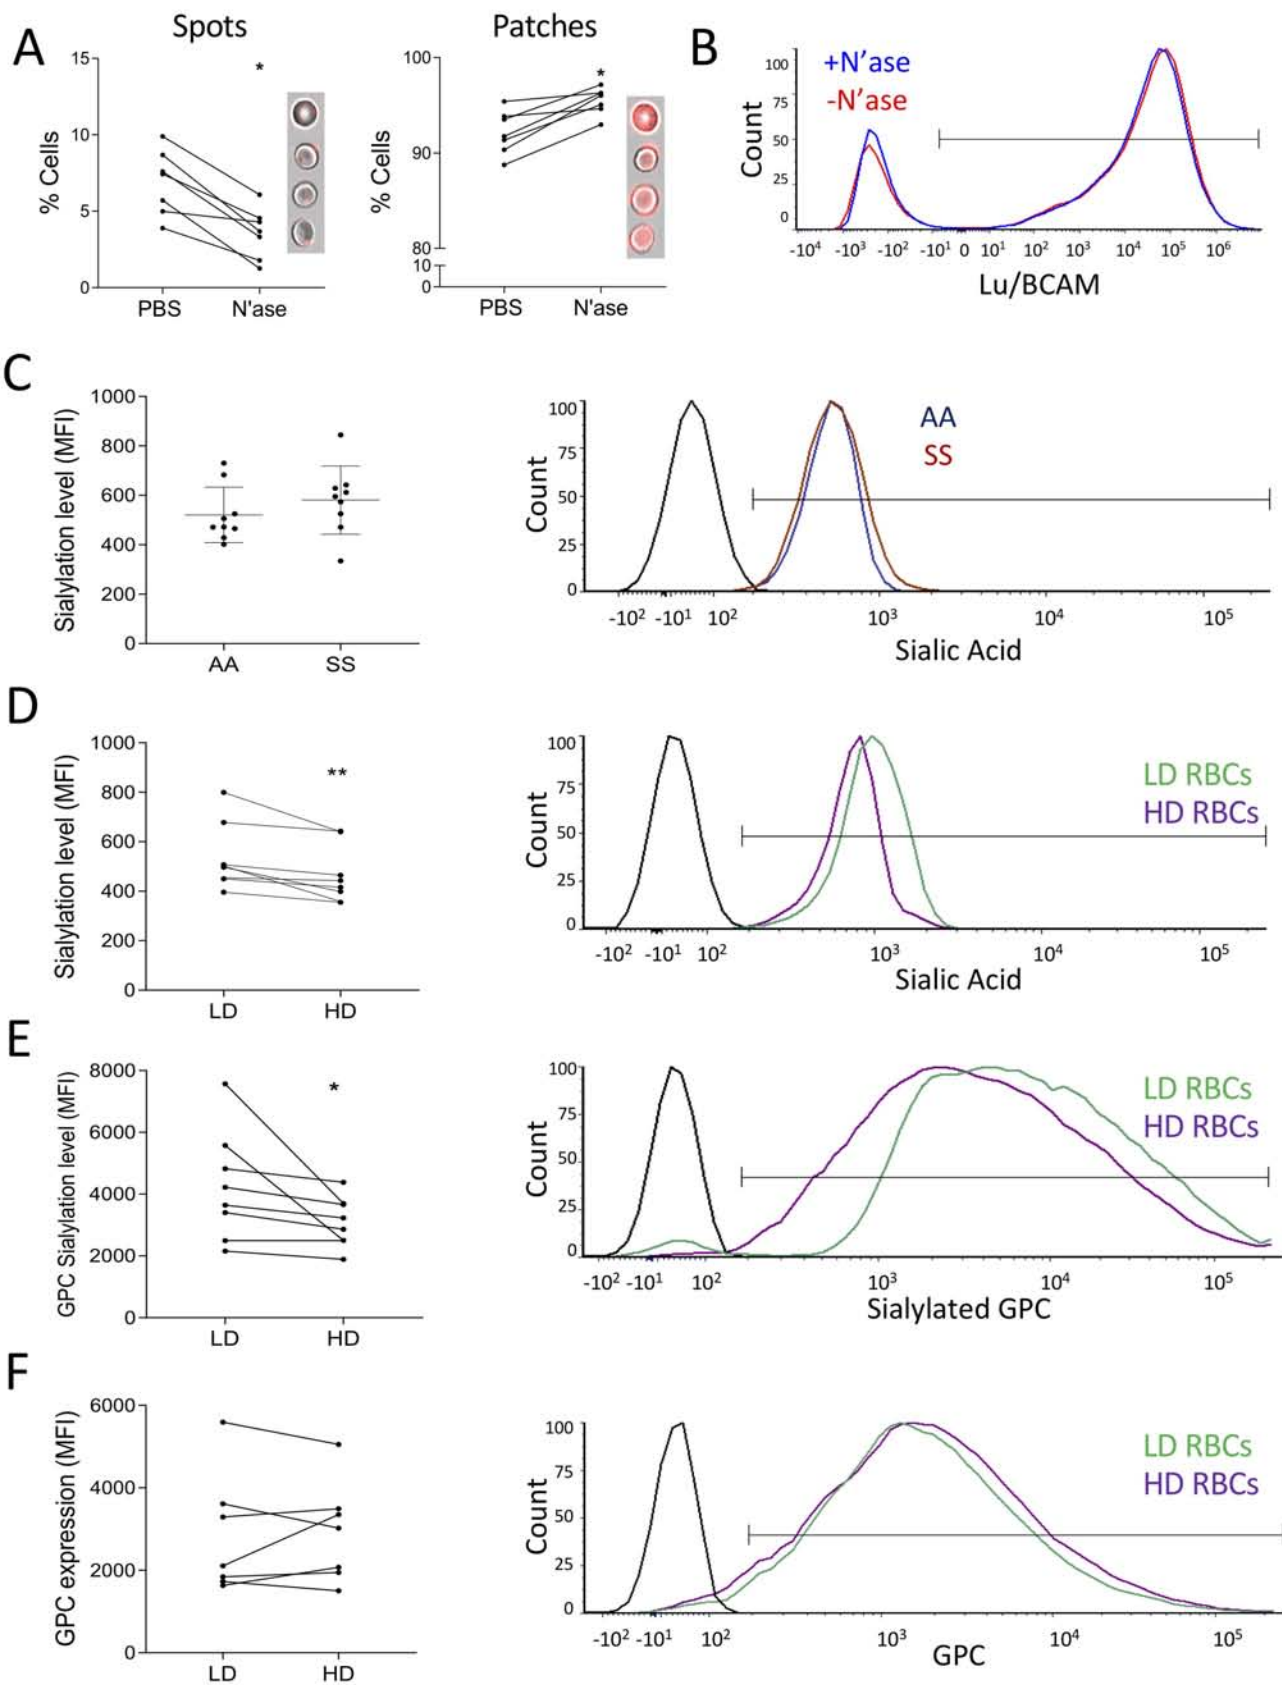 A
Spots
15
10
5
0
% Cells
*
PBS
N'ase
Patches
100
90
80
10
0
% Cells
*
PBS
N'ase
B
+N'ase
-N'ase
100
75
50
25
0
Count
-10⁴ -10³ -10² -10¹ 0 10¹ 10² 10³ 10⁴ 10⁵ 10⁶
Lu/BCAM
C
1000
800
600
400
200
0
Sialylation level (MFI)
AA
SS
100
75
50
25
0
Count
AA
SS
-10² -10¹ 10² 10³ 10⁴ 10⁵
Sialic Acid
D
1000
800
600
400
200
0
Sialylation level (MFI)
**
LD
HD
100
75
50
25
0
Count
LD RBCs
HD RBCs
-10² -10¹ 10² 10³ 10⁴ 10⁵
Sialic Acid
E
8000
6000
4000
2000
0
GPC Sialylation level (MFI)
*
LD
HD
100
75
50
25
0
Count
LD RBCs
HD RBCs
-10² -10¹ 10² 10³ 10⁴ 10⁵
Sialylated GPC
F
6000
4000
2000
0
GPC expression (MFI)
LD
HD
100
75
50
25
0
Count
LD RBCs
HD RBCs
-10² -10¹ 10² 10³ 10⁴ 10⁵
GPC